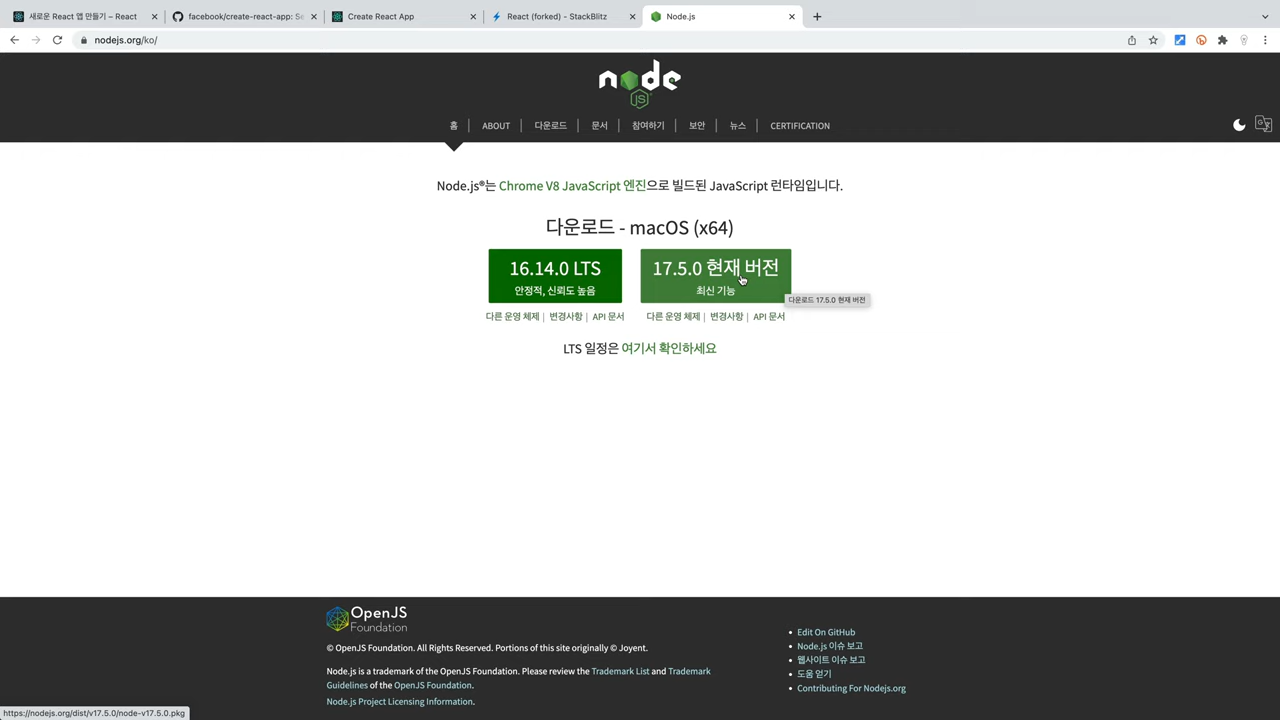 새로운 React 앱 만들기 – React
facebook/create-react-app: Se
Create React App
React (forked) - StackBlitz
Node.js
nodejs.org/ko/
node
JS
홈
ABOUT
다운로드
문서
참여하기
보안
뉴스
CERTIFICATION
Node.js®는 Chrome V8 JavaScript 엔진으로 빌드된 JavaScript 런타임입니다.
다운로드 - macOS (x64)
16.14.0 LTS
안정적, 신뢰도 높음
17.5.0 현재 버전
최신 기능
다운로드 17.5.0 현재 버전
다른 운영 체제 | 변경사항 | API 문서
다른 운영 체제 | 변경사항 | API 문서
LTS 일정은 여기서 확인하세요
OpenJS
Foundation
© OpenJS Foundation. All Rights Reserved. Portions of this site originally © Joyent.
Node.js is a trademark of the OpenJS Foundation. Please review the Trademark List and Trademark
Guidelines of the OpenJS Foundation.
Node.js Project Licensing Information.
Edit On GitHub
Node.js 이슈 보고
웹사이트 이슈 보고
도움 얻기
Contributing For Nodejs.org
https://nodejs.org/dist/v17.5.0/node-v17.5.0.pkg